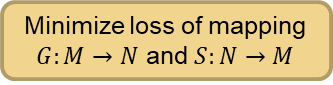 Minimize loss of mapping
G: M → N and S: N → M